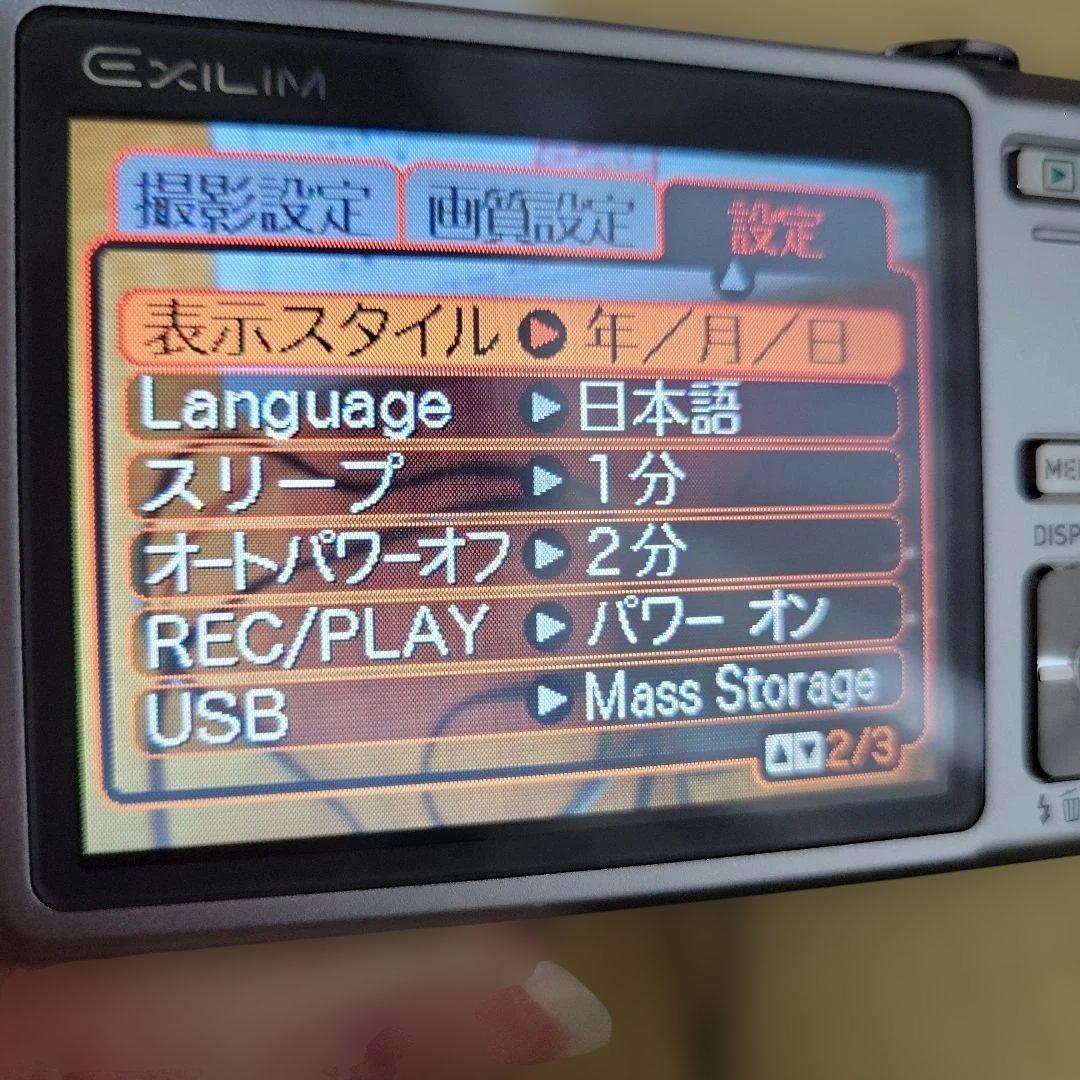 EXILIM
撮影設定 画質設定 設定
表示スタイル ▶ 年/月/日
Language ▶ 日本語
スリープ ▶ 1分
オートパワーオフ ▶ 2分
REC/PLAY ▶ パワー オン
USB ▶ Mass Storage
▲▼2/3
DISP